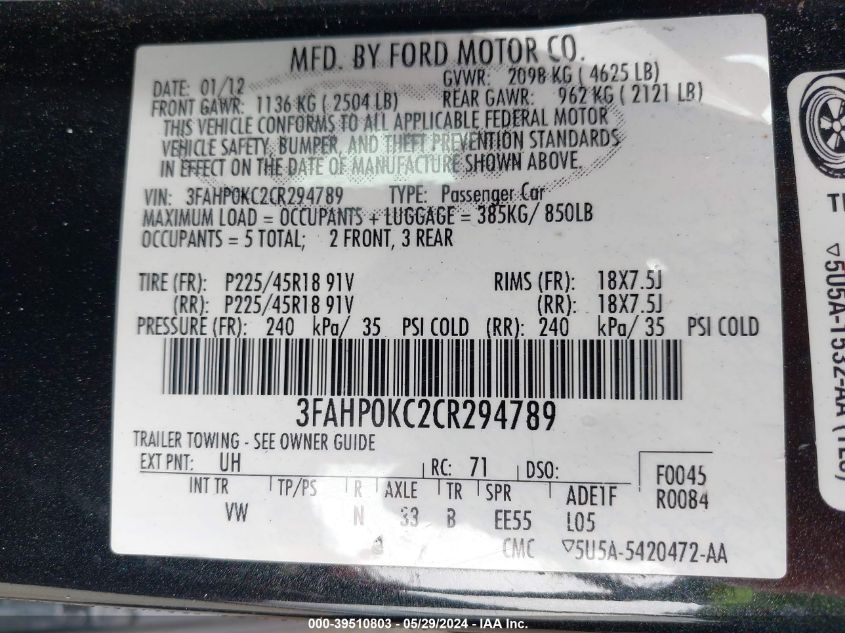 MFD. BY FORD MOTOR CO.
DATE: 01/12 GVWR: 2098 KG ( 4625 LB)
FRONT GAWR: 1136 KG ( 2504 LB) REAR GAWR: 962 KG ( 2121 LB)
THIS VEHICLE CONFORMS TO ALL APPLICABLE FEDERAL MOTOR
VEHICLE SAFETY, BUMPER, AND THEFT PREVENTION STANDARDS
IN EFFECT ON THE DATE OF MANUFACTURE SHOWN ABOVE.
VIN: 3FAHP0KC2CR294789 TYPE: Passenger Car
MAXIMUM LOAD = OCCUPANTS + LUGGAGE = 385KG/ 850LB
OCCUPANTS = 5 TOTAL; 2 FRONT, 3 REAR
TIRE (FR): P225/45R18 91V RIMS (FR): 18X7.5J
(RR): P225/45R18 91V (RR): 18X7.5J
PRESSURE (FR): 240 kPa/ 35 PSI COLD (RR): 240 kPa/ 35 PSI COLD
3FAHP0KC2CR294789
TRAILER TOWING - SEE OWNER GUIDE
EXT PNT: UH RC: 71 DSO: F0045
INT TR TP/PS R AXLE TR SPR ADE1F R0084
VW N 33 B EE55 L05
CMC ▽5U5A-5420472-AA
▽5U5A-1532-AA
000-39510803 - 05/29/2024 - IAA Inc.